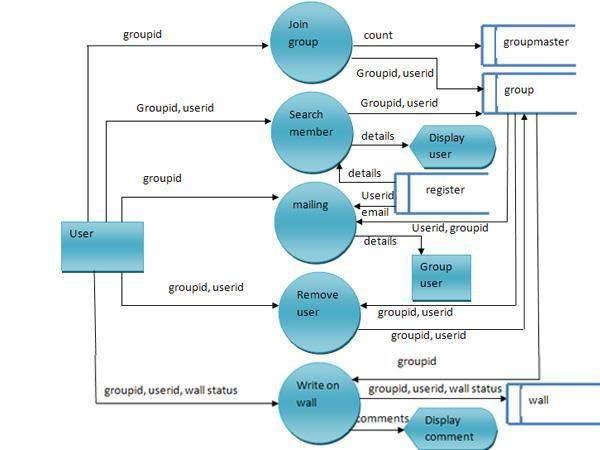 groupid
Join
group
count
groupmaster
Groupid, userid
group
Groupid, userid
Search
member
Groupid, userid
details
Display
user
details
register
groupid
mailing
Userid
email
Userid, groupid
details
User
Group
user
groupid, userid
Remove
user
groupid, userid
groupid, userid
groupid
groupid, userid, wall status
Write on
wall
groupid, userid, wall status
wall
comments
Display
comment